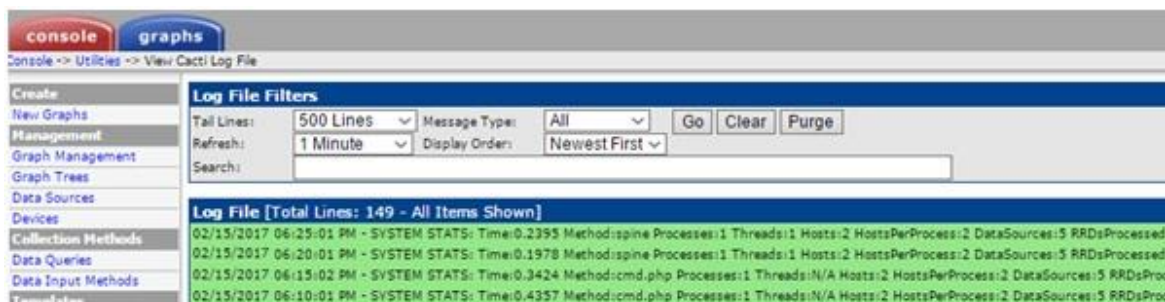 console graphs
Console -> Utilities -> View Cacti Log File
Create
New Graphs
Management
Graph Management
Graph Trees
Data Sources
Devices
Collection Methods
Data Queries
Data Input Methods
Templates
Log File Filters
Tail Lines: 500 Lines Message Type: All Go Clear Purge
Refresh: 1 Minute Display Order: Newest First
Search:
Log File [Total Lines: 149 - All Items Shown]
02/15/2017 06:25:01 PM - SYSTEM STATS: Time:0.2395 Method:spine Processes:1 Threads:1 Hosts:2 HostsPerProcess:2 DataSources:5 RRDsProcessed
02/15/2017 06:20:01 PM - SYSTEM STATS: Time:0.1978 Method:spine Processes:1 Threads:1 Hosts:2 HostsPerProcess:2 DataSources:5 RRDsProcessed
02/15/2017 06:15:02 PM - SYSTEM STATS: Time:0.3424 Method:cmd.php Processes:1 Threads:N/A Hosts:2 HostsPerProcess:2 DataSources:5 RRDsPro
02/15/2017 06:10:01 PM - SYSTEM STATS: Time:0.4357 Method:cmd.php Processes:1 Threads:N/A Hosts:2 HostsPerProcess:2 DataSources:5 RRDsPro